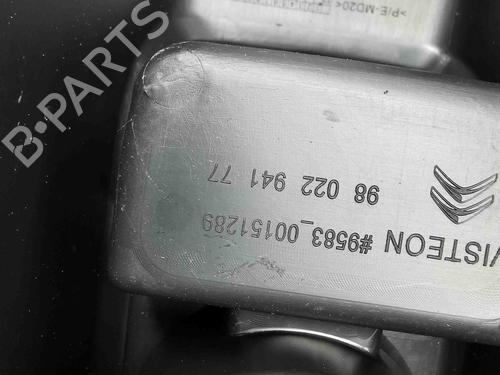 >P/E-MD20<
B-PARTS
98 022 941 77
VISTEON #9583_00151289